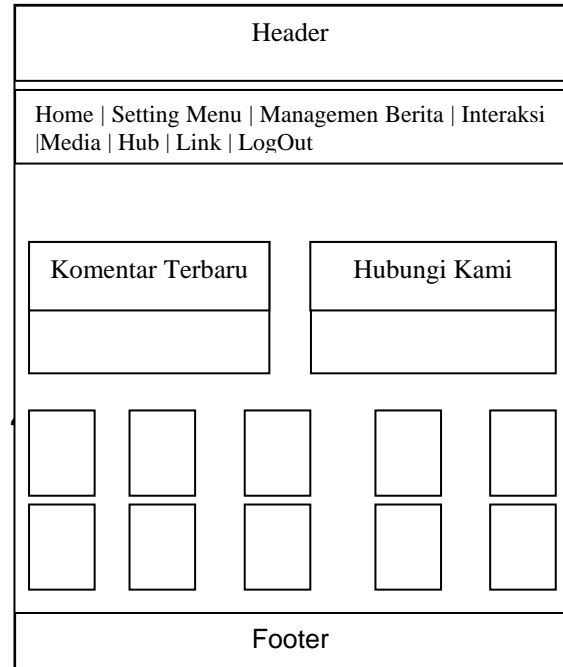 Header
Home | Setting Menu | Managemen Berita | Interaksi
|Media | Hub | Link | LogOut
Komentar Terbaru
Hubungi Kami
Footer